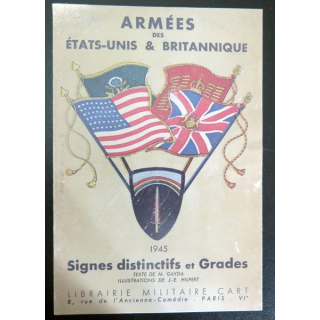 ARMÉES
DES
ÉTATS-UNIS & BRITANNIQUE
1945
Signes distinctifs et Grades
TEXTE DE M. GAYDA
ILLUSTRATIONS DE J.-E. HILPERT
LIBRAIRIE MILITAIRE CART
8, rue de l'Ancienne-Comédie . PARIS . VIe